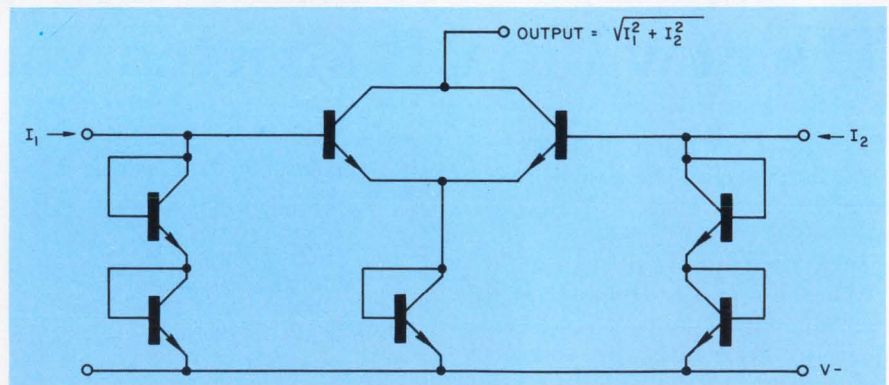 OUTPUT = √I₁² + I₂²
I₁
I₂
V-